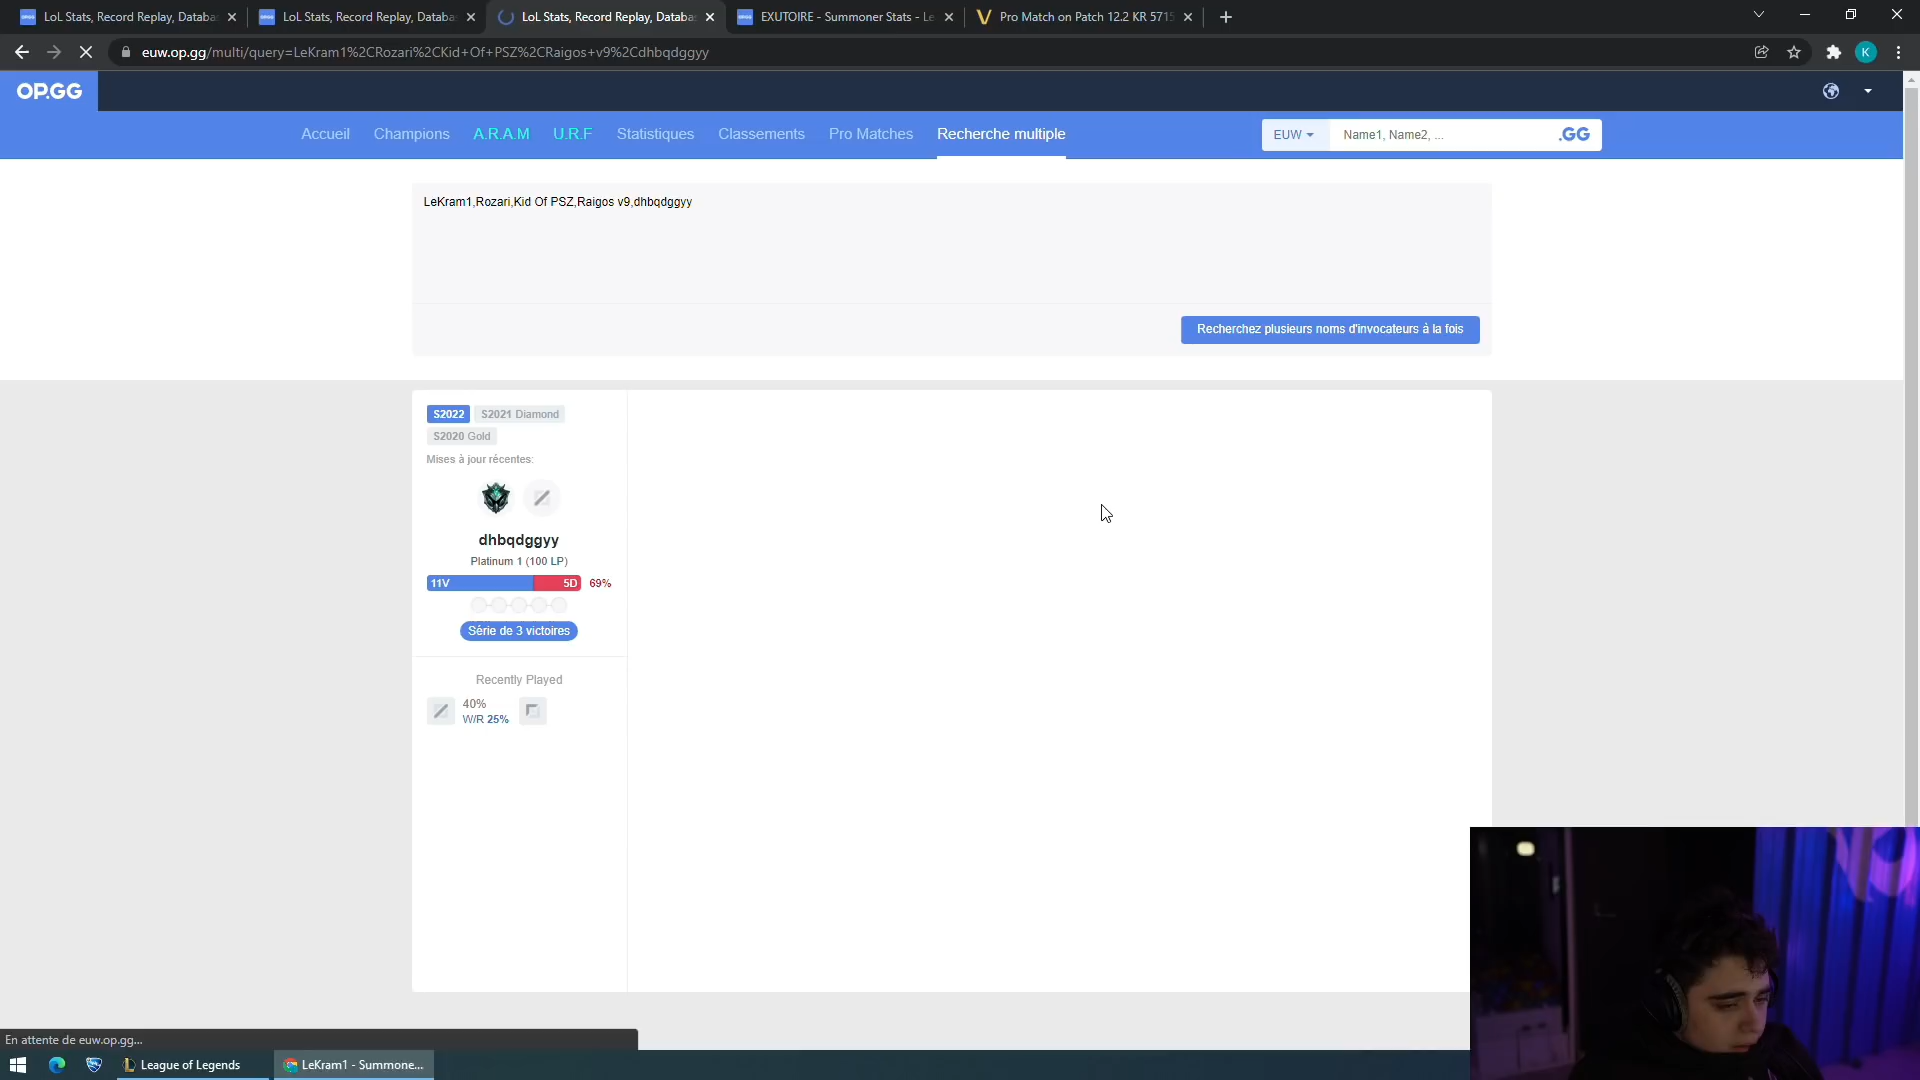 LoL Stats, Record Replay, Databa
LoL Stats, Record Replay, Databa
LoL Stats, Record Replay, Databa
EXUTOIRE - Summoner Stats - Le
Pro Match on Patch 12.2 KR 5715
euw.op.gg/multi/query=LeKram1%2CRozari%2CKid+Of+PSZ%2CRaigos+v9%2Cdhbqdggyy
K
OP.GG
Accueil Champions A.R.A.M U.R.F Statistiques Classements Pro Matches Recherche multiple
EUW Name1, Name2, ... .GG
LeKram1,Rozari,Kid Of PSZ,Raigos v9,dhbqdggyy
Recherchez plusieurs noms d'invocateurs à la fois
S2022 S2021 Diamond
S2020 Gold
Mises à jour récentes:
dhbqdggyy
Platinum 1 (100 LP)
11V 5D 69%
Série de 3 victoires
Recently Played
40%
W/R 25%
En attente de euw.op.gg...
League of Legends
LeKram1 - Summone...